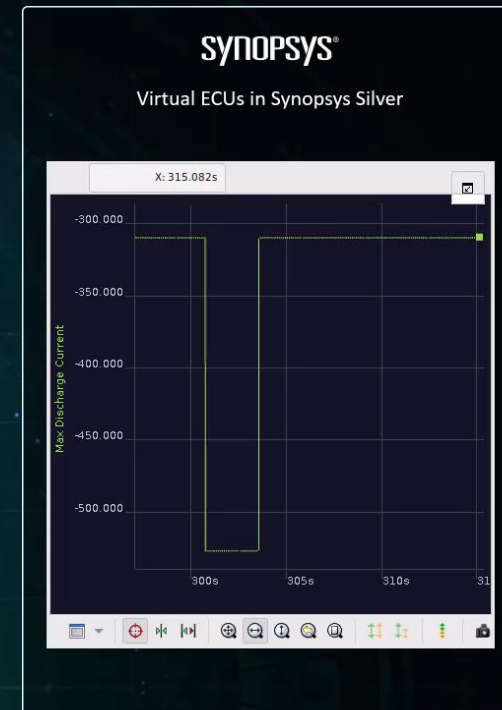 SYNOPSYS®
Virtual ECUs in Synopsys Silver
X: 315.082s
-300.000
-350.000
-400.000
-450.000
-500.000
Max Discharge Current
300s
305s
310s
31